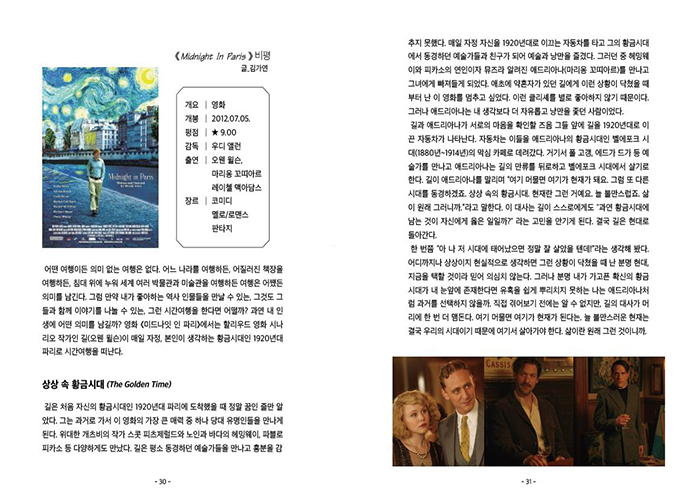 《Midnight In Paris 》비평
글_김가연
Midnight in Paris
개요 | 영화
개봉 | 2012.07.05.
평점 | ★ 9.00
감독 | 우디 앨런
출연 | 오웬 윌슨,
마리옹 꼬띠아르
레이첼 맥아담스
장르 | 코미디
멜로/로맨스
판타지
어떤 여행이든 의미 없는 여행은 없다. 어느 나라를 여행하든, 어질러진 책장을
여행하든, 침대 위에 누워 세계 여러 박물관과 미술관을 여행하든 여행은 어쨌든
의미를 남긴다. 그럼 만약 내가 좋아하는 역사 인물들을 만날 수 있는, 그것도 그
들과 함께 이야기를 나눌 수 있는, 그런 시간여행을 한다면 어떨까? 과연 내 인
생에 어떤 의미를 남길까? 영화 《미드나잇 인 파리》에서는 할리우드 영화 시나
리오 작가인 길(오웬 윌슨)이 매일 자정, 본인이 생각하는 황금시대인 1920년대
파리로 시간여행을 떠난다.
상상 속 황금시대 (The Golden Time)
길은 처음 자신의 황금시대인 1920년대 파리에 도착했을 때 정말 꿈인 줄만 알
았다. 그는 과거로 가서 이 영화의 가장 큰 매력 중 하나 당대 유명인들을 만나게
된다. 위대한 개츠비의 작가 스콧 피츠제럴드와 노인과 바다의 헤밍웨이, 파블로
피카소 등 다양하게도 만났다. 길은 평소 동경하던 예술가들을 만나고 흥분을 감
- 30 -
추지 못했다. 매일 자정 자신을 1920년대로 이끄는 자동차를 타고 그의 황금시대
에서 동경하던 예술가들과 친구가 되어 예술과 낭만을 즐겼다. 그러던 중 헤밍웨
이와 피카소의 연인이자 뮤즈라 알려진 애드리아나(마리옹 꼬띠아르)를 만나고
그녀에게 빠져들게 되었다. 애초에 약혼자가 있던 길에게 이런 상황이 닥쳤을 때
부터 난 이 영화를 멈추고 싶었다. 이런 클리셰를 별로 좋아하지 않기 때문이다.
그러나 애드리아나는 내 생각보다 더 자유롭고 낭만을 좇던 사람이었다.
길과 애드리아나가 서로의 마음을 확인할 즈음 그들 앞에 길을 1920년대로 이
끈 자동차가 나타난다. 자동차는 이들을 애드리아나의 황금시대인 벨에포크 시
대(1880년~1914년)의 막심 카페로 데려갔다. 거기서 폴 고갱, 에드가 드가 등 예
술가를 만나고 애드리아나는 길의 만류를 뒤로하고 벨에포크 시대에서 살기로
한다. 길이 애드리아나를 말리며 “여기 머물면 여기가 현재가 돼요. 그럼 또 다른
시대를 동경하겠죠. 상상 속의 황금시대. 현재란 그런 거예요. 늘 불만스럽죠. 삶
이 원래 그러니까.”라고 말한다. 이 대사는 길이 스스로에게도 “과연 황금시대에
남는 것이 자신에게 옳은 일일까?” 라는 고민을 안기게 된다. 결국 길은 현대로
돌아간다.
한 번쯤 “아 나 저 시대에 태어났으면 정말 잘 살았을 텐데!”라는 생각해 봤다.
어디까지나 상상이지 현실적으로 생각하면 그런 상황이 닥쳤을 때 난 분명 현대,
지금을 택할 것이라 믿어 의심치 않는다. 그러나 분명 내가 가고픈 확신의 황금
시대가 내 눈앞에 존재한다면 유혹을 쉽게 뿌리치지 못하는 나는 애드리아나처
럼 과거를 선택하지 않을까. 직접 겪어보기 전에는 알 수 없지만, 길의 대사가 머
리에 한 번 더 맴돈다. 여기 머물면 여기가 현재가 된다는, 늘 불만스러운 현재는
결국 우리의 시대이기 때문에 여기서 살아가야 한다. 삶이란 원래 그런 것이니까.
CASSIS
- 31 -